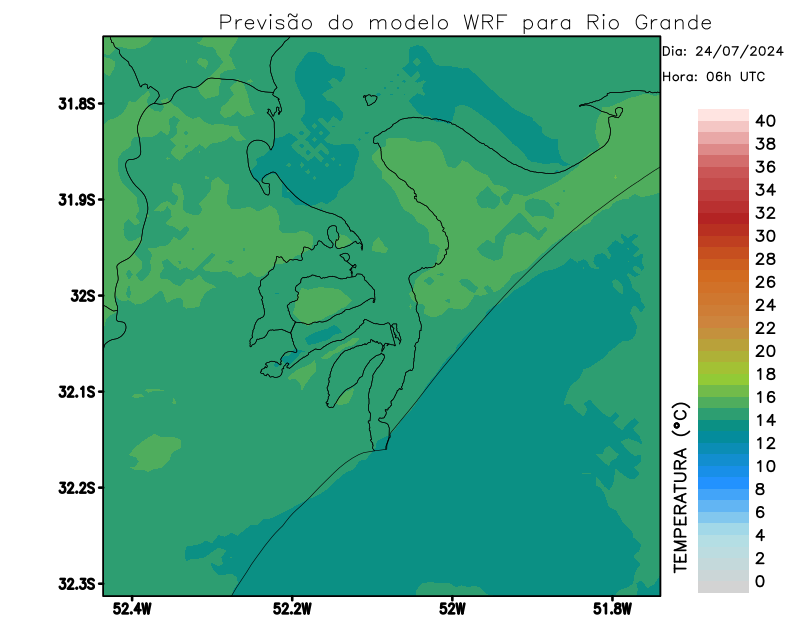 Previsão do modelo WRF para Rio Grande
Dia: 24/07/2024
Hora: 06h UTC
31.8S
31.9S
32S
32.1S
32.2S
32.3S
52.4W
52.2W
52W
51.8W
TEMPERATURA (°C)
40
38
36
34
32
30
28
26
24
22
20
18
16
14
12
10
8
6
4
2
0